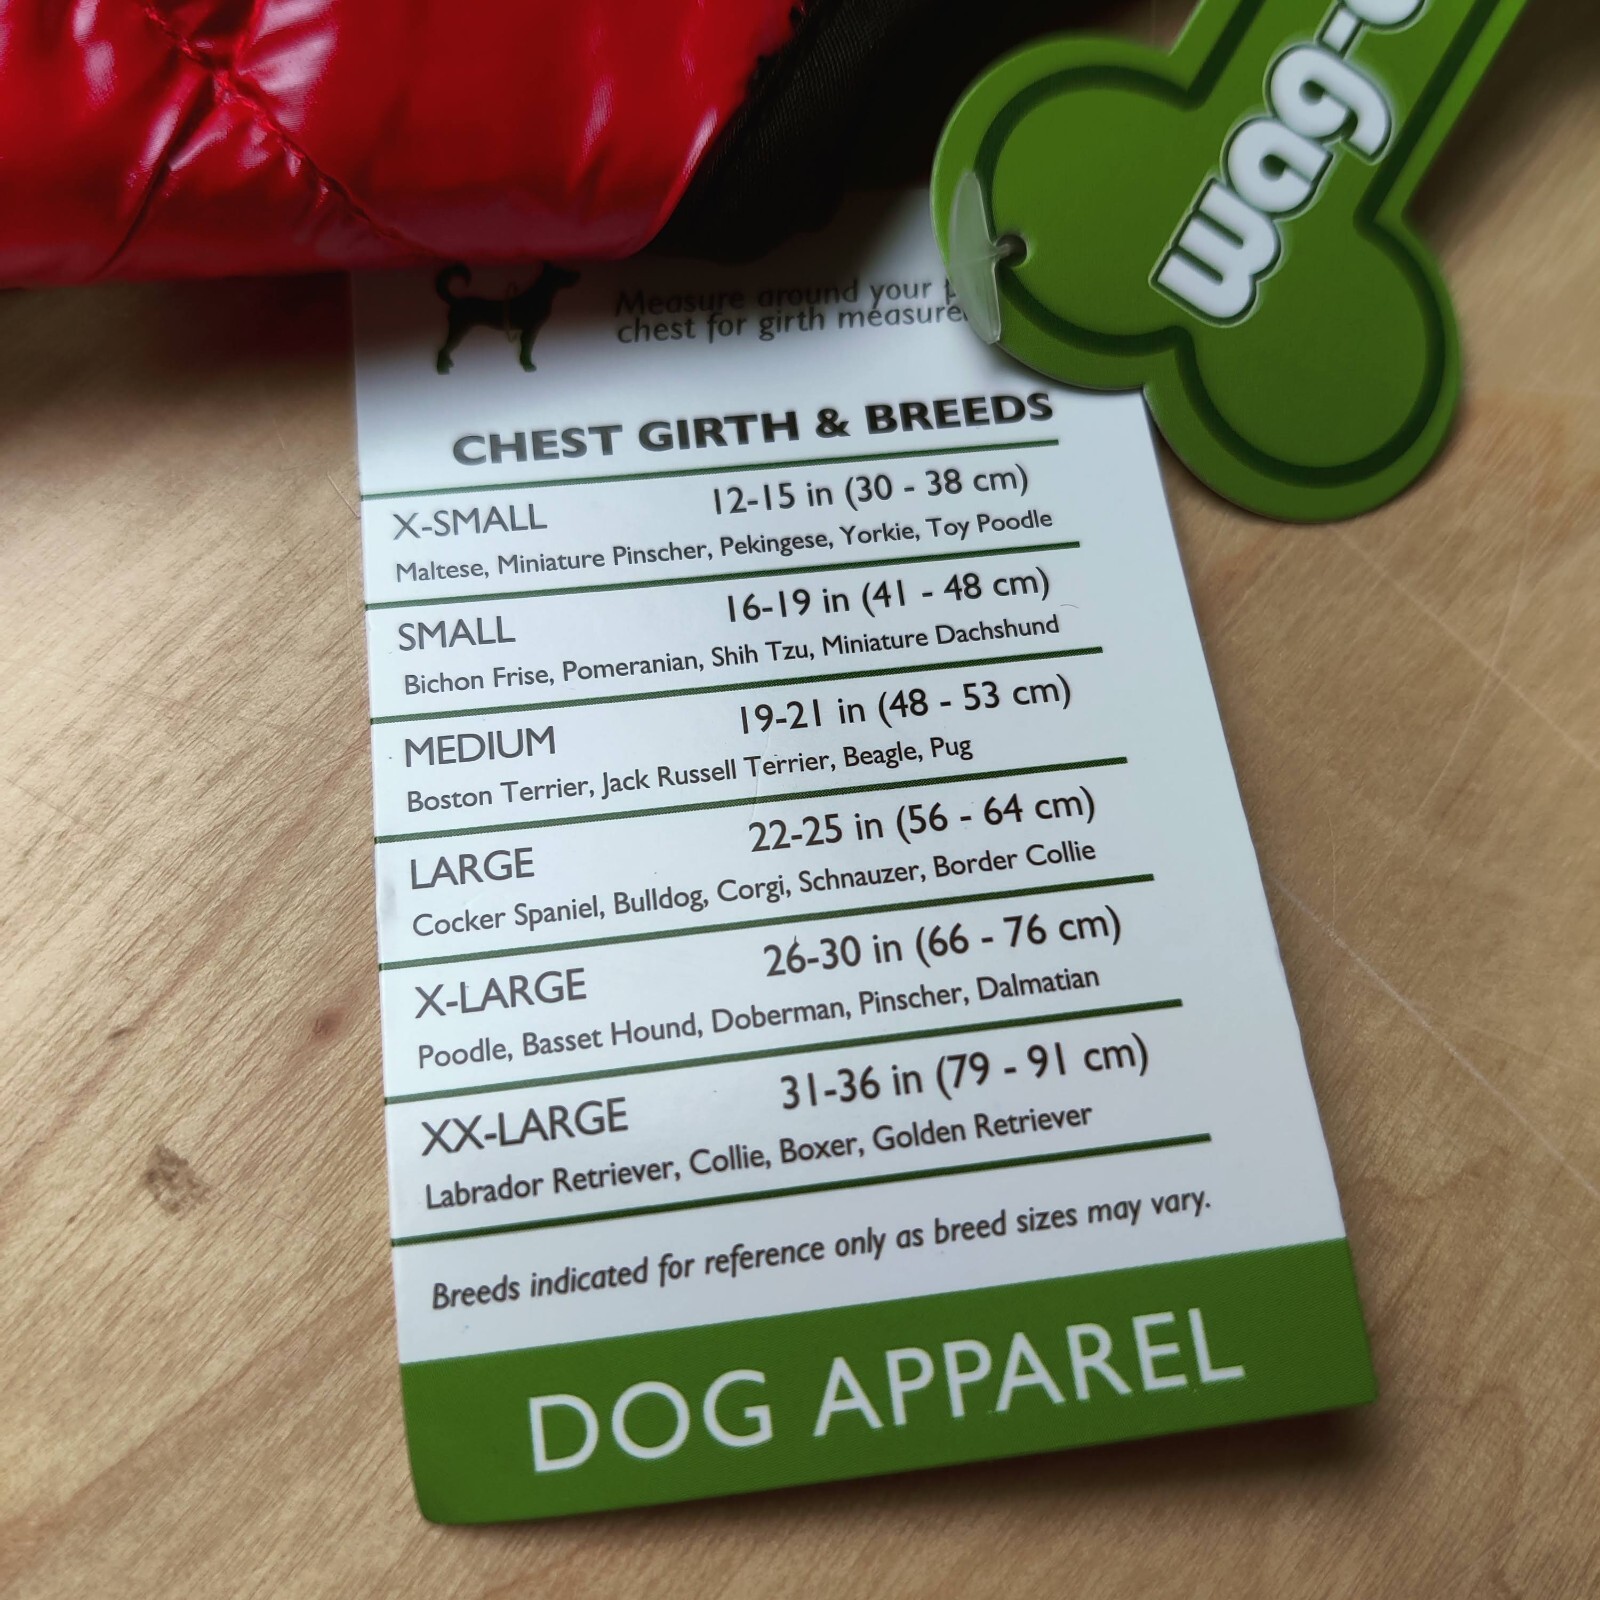 wag-
Measure around your
chest for girth
CHEST GIRTH & BREEDS
X-SMALL 12-15 in (30 - 38 cm)
Maltese, Miniature Pinscher, Pekingese, Yorkie, Toy Poodle
SMALL 16-19 in (41 - 48 cm)
Bichon Frise, Pomeranian, Shih Tzu, Miniature Dachshund
MEDIUM 19-21 in (48 - 53 cm)
Boston Terrier, Jack Russell Terrier, Beagle, Pug
LARGE 22-25 in (56 - 64 cm)
Cocker Spaniel, Bulldog, Corgi, Schnauzer, Border Collie
X-LARGE 26-30 in (66 - 76 cm)
Poodle, Basset Hound, Doberman, Pinscher, Dalmatian
XX-LARGE 31-36 in (79 - 91 cm)
Labrador Retriever, Collie, Boxer, Golden Retriever
Breeds indicated for reference only as breed sizes may vary.
DOG APPAREL